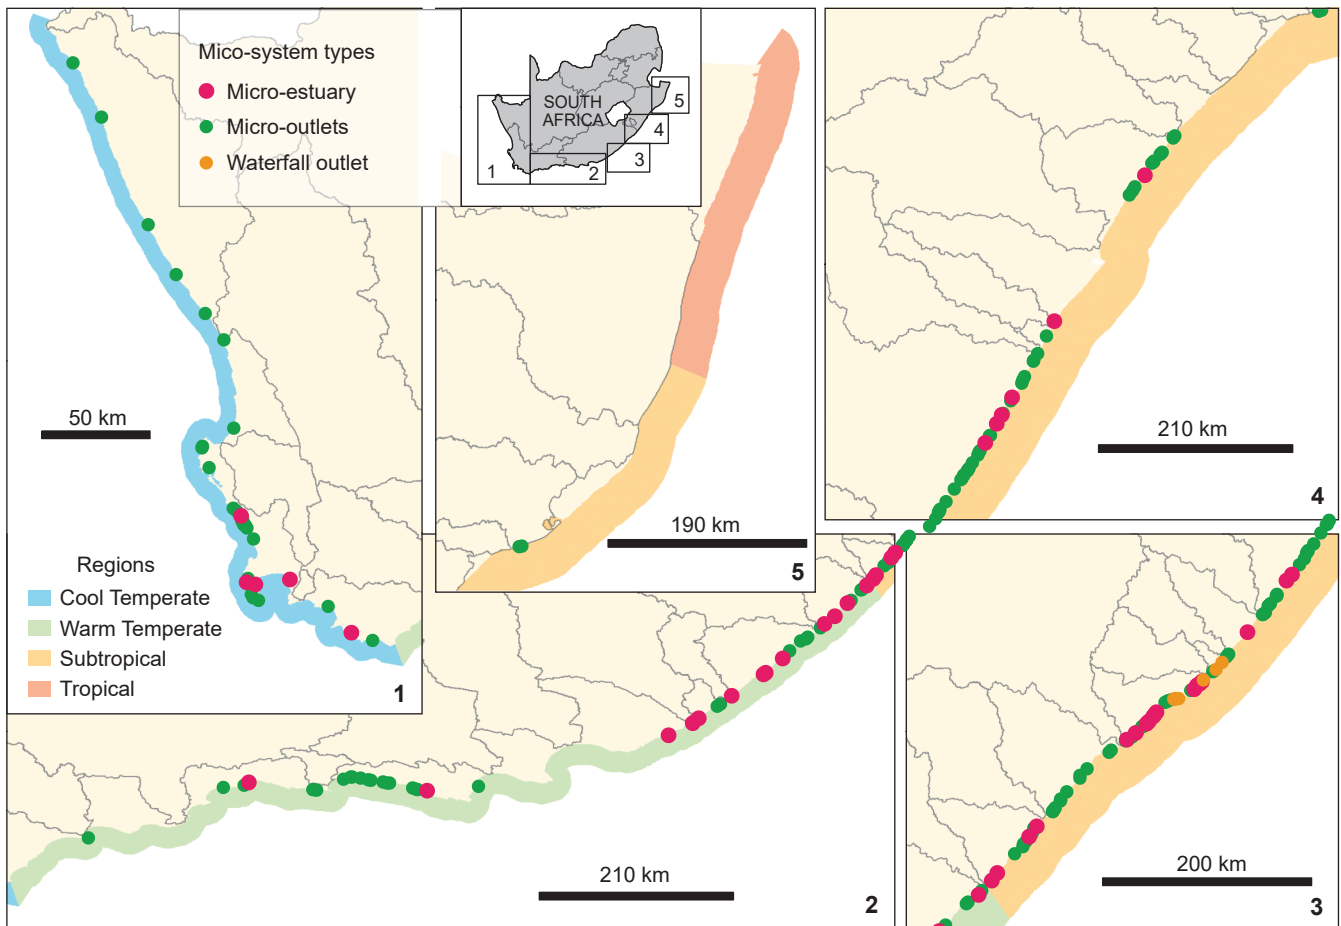 Mico-system types
Micro-estuary
Micro-outlets
Waterfall outlet
SOUTH
AFRICA
1
2
3
4
5
50 km
Regions
Cool Temperate
Warm Temperate
Subtropical
Tropical
1
190 km
5
210 km
4
210 km
2
200 km
3